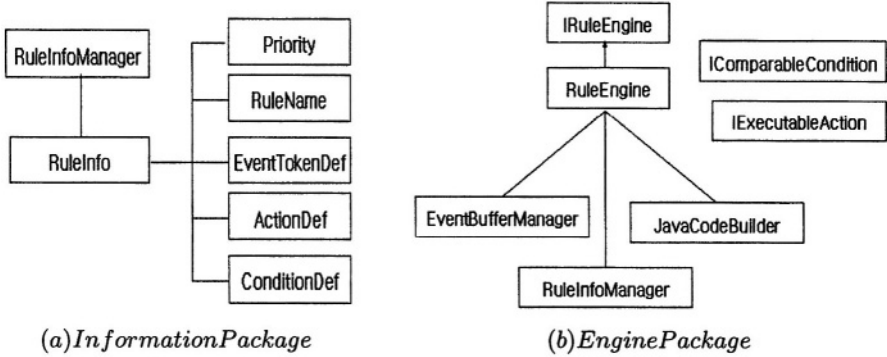 RuleInfoManager
RuleInfo
Priority
RuleName
EventTokenDef
ActionDef
ConditionDef
(a)InformationPackage
IRuleEngine
RuleEngine
IComparableCondition
IExecutableAction
EventBufferManager
JavaCodeBuilder
RuleInfoManager
(b)EnginePackage